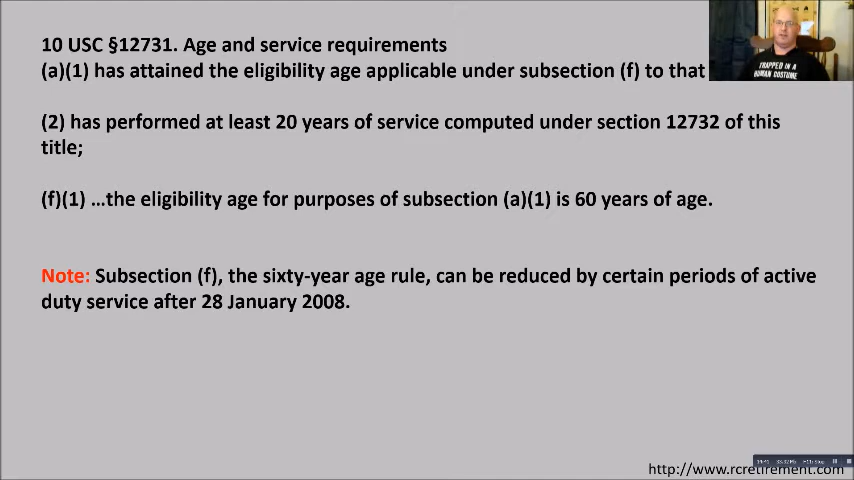 10 USC §12731. Age and service requirements
(a)(1) has attained the eligibility age applicable under subsection (f) to that
TRAPPED IN A
HUMAN COSTUME
(2) has performed at least 20 years of service computed under section 12732 of this
title;
(f)(1) …the eligibility age for purposes of subsection (a)(1) is 60 years of age.
Note: Subsection (f), the sixty-year age rule, can be reduced by certain periods of active
duty service after 28 January 2008.
http://www.rcretirement.com